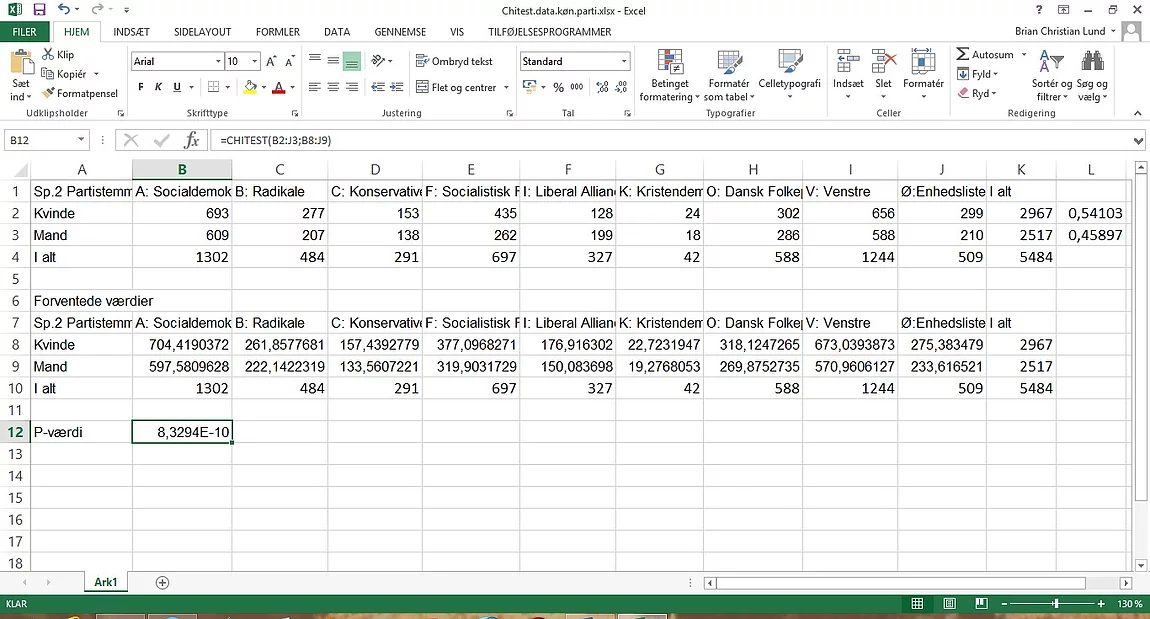 Chitest.data.køn.parti.xlsx - Excel
FILER HJEM INDSÆT SIDELAYOUT FORMLER DATA GENNEMSE VIS TILFØJELSESPROGRAMMER Brian Christian Lund
Sæt ind
Klip
Kopiér
Formatpensel
Arial 10
F K U
Ombryd tekst
Flet og centrer
Standard
% 000
Betinget formatering
Formatér som tabel
Celletypografi
Indsæt
Slet
Formatér
Autosum
Fyld
Ryd
Sortér og filtrer
Søg og vælg
Udklipsholder Skrifttype Justering Tal Typografier Celler Redigering
B12 fx =CHITEST(B2:J3;B8:J9)
A B C D E F G H I J K L
1 Sp.2 Partistemm A: Socialdemok B: Radikale C: Konservative F: Socialistisk F I: Liberal Allian K: Kristendem O: Dansk Folkep V: Venstre Ø:Enhedsliste I alt
2 Kvinde 693 277 153 435 128 24 302 656 299 2967 0,54103
3 Mand 609 207 138 262 199 18 286 588 210 2517 0,45897
4 I alt 1302 484 291 697 327 42 588 1244 509 5484
5
6 Forventede værdier
7 Sp.2 Partistemm A: Socialdemok B: Radikale C: Konservative F: Socialistisk F I: Liberal Allian K: Kristendem O: Dansk Folkep V: Venstre Ø:Enhedsliste I alt
8 Kvinde 704,4190372 261,8577681 157,4392779 377,0968271 176,916302 22,7231947 318,1247265 673,0393873 275,383479 2967
9 Mand 597,5809628 222,1422319 133,5607221 319,9031729 150,083698 19,2768053 269,8752735 570,9606127 233,616521 2517
10 I alt 1302 484 291 697 327 42 588 1244 509 5484
11
12 P-værdi 8,3294E-10
13
14
15
16
17
18
Ark1
KLAR 130 %